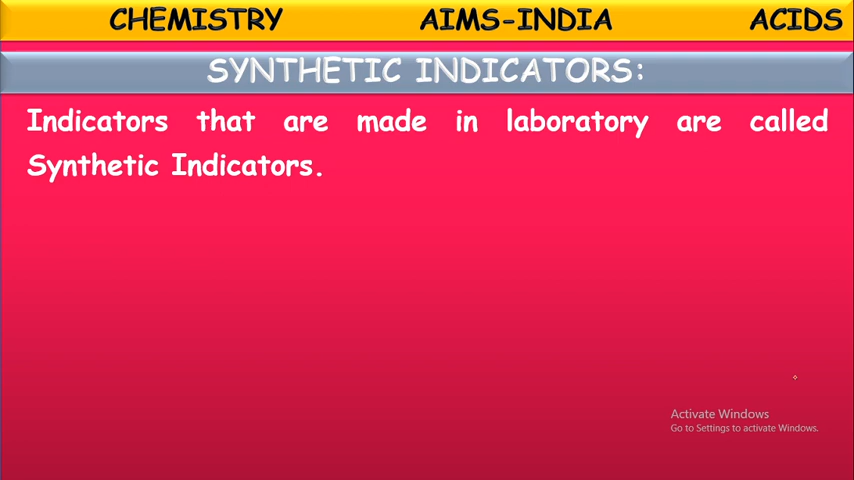 CHEMISTRY AIMS-INDIA ACIDS
SYNTHETIC INDICATORS:
Indicators that are made in laboratory are called
Synthetic Indicators.
Activate Windows
Go to Settings to activate Windows.